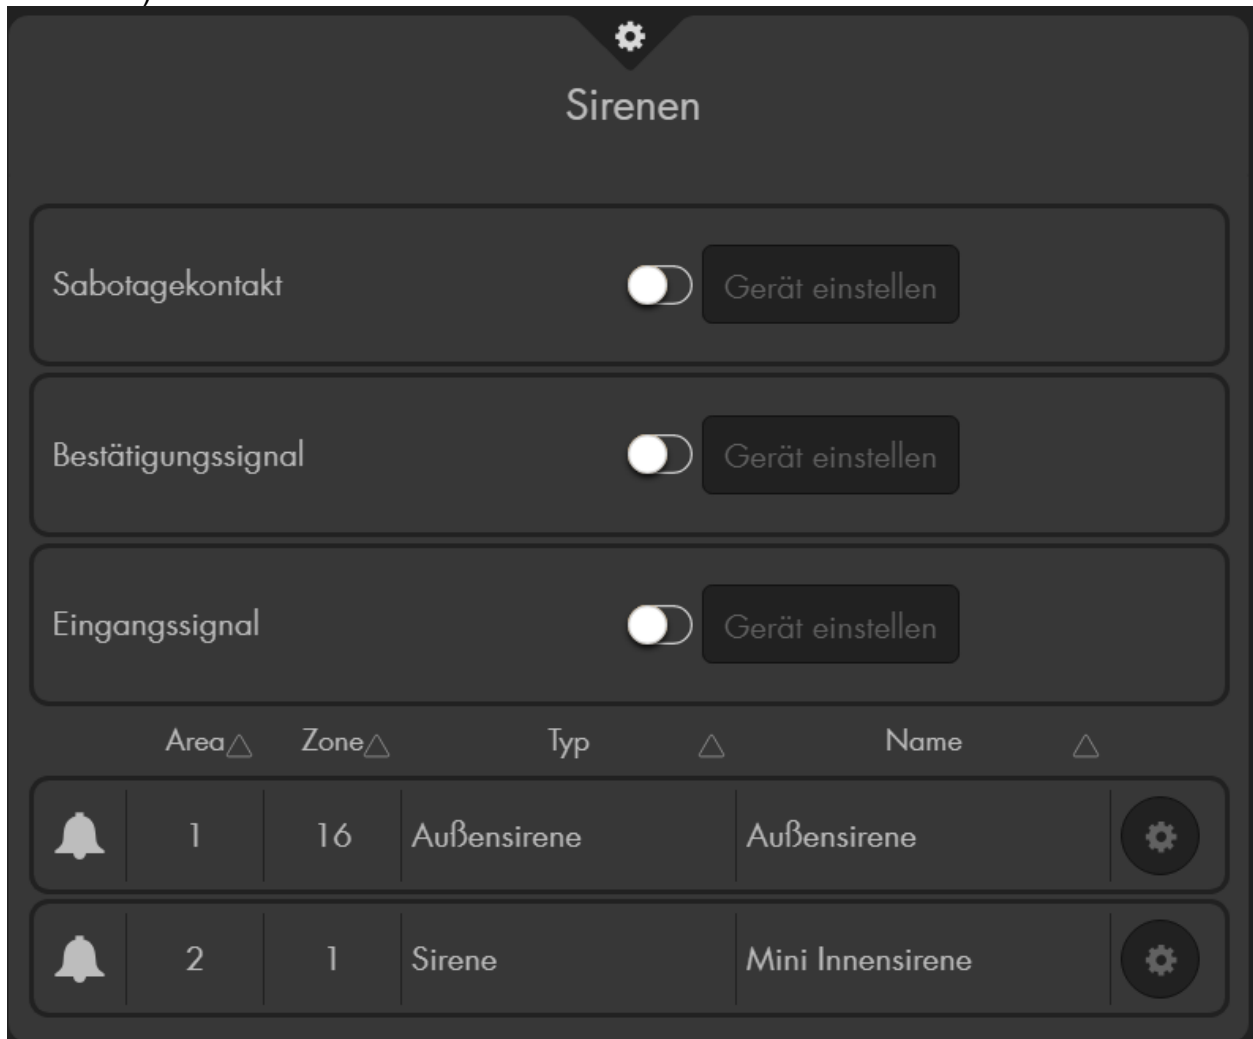 Sirenen
Sabotagekontakt Gerät einstellen
Bestätigungssignal Gerät einstellen
Eingangssignal Gerät einstellen
Area Zone Typ Name
1 16 Außensirene Außensirene
2 1 Sirene Mini Innensirene